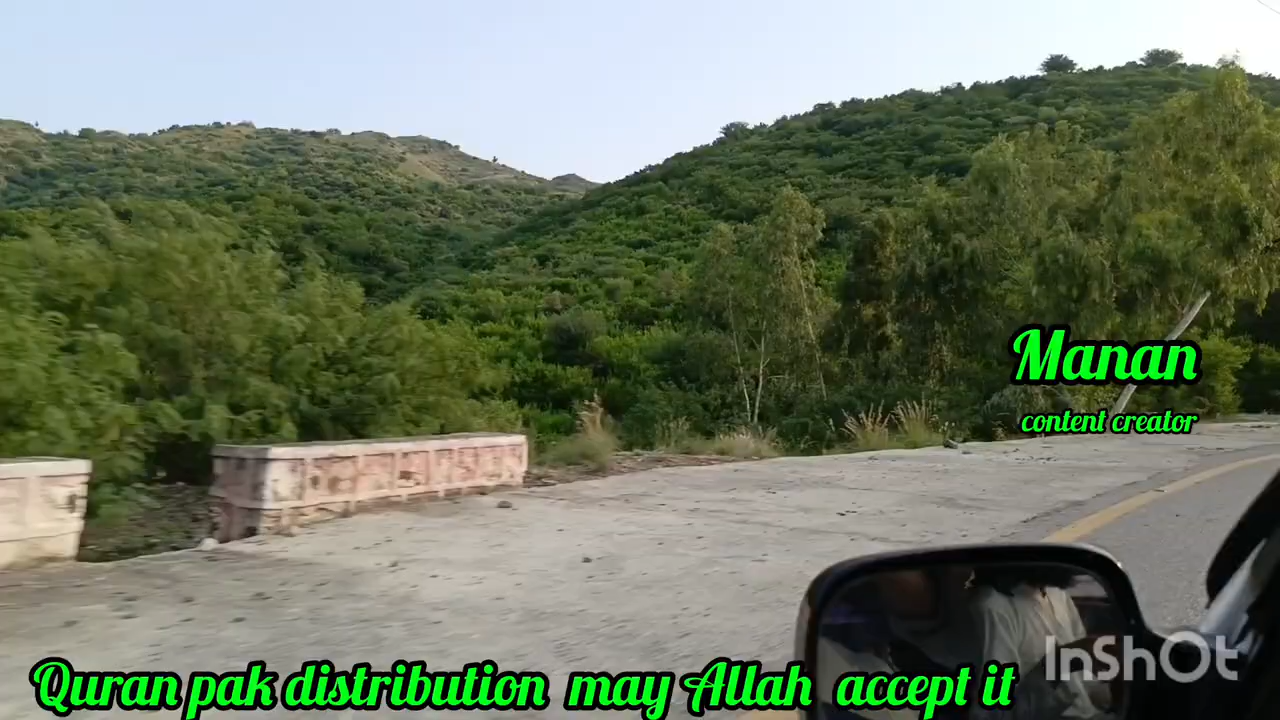 Manan
content creator
InShOt
Quran pak distribution may Allah accept it